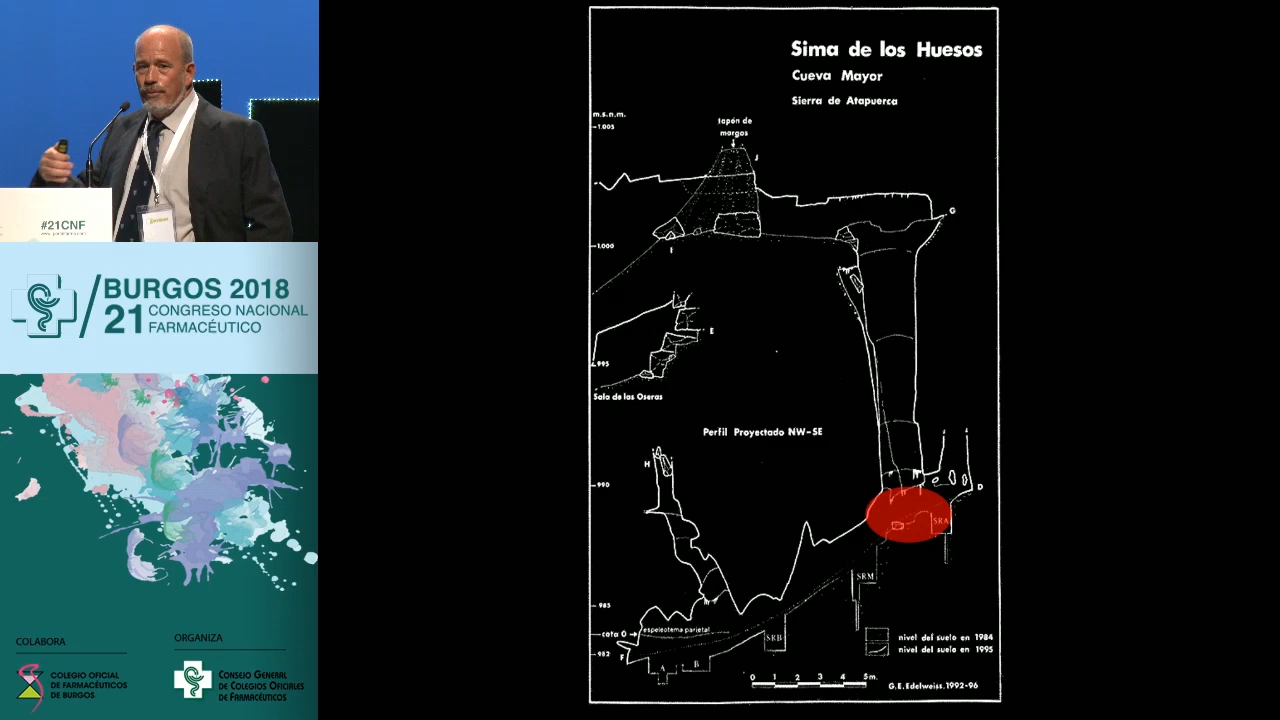 #21CNF
BURGOS 2018
21 CONGRESO NACIONAL
FARMACÉUTICO
COLABORA
COLEGIO OFICIAL
DE FARMACÉUTICOS
DE BURGOS
ORGANIZA
CONSEJO GENERAL
DE COLEGIOS OFICIALES
DE FARMACÉUTICOS
Sima de los Huesos
Cueva Mayor
Sierra de Atapuerca
m.s.n.m.
1.005
tapón de
margas
J
G
1.000
I
E
995
Sala de las Oseras
Perfil Proyectado NW-SE
H
990
D
SRA
SRM
985
espeleotema parietal
cota 0
SRB
982
F
A
B
nivel del suelo en 1984
nivel del suelo en 1995
0 1 2 3 4 5 m.
G.E.Edelweiss.1992-96